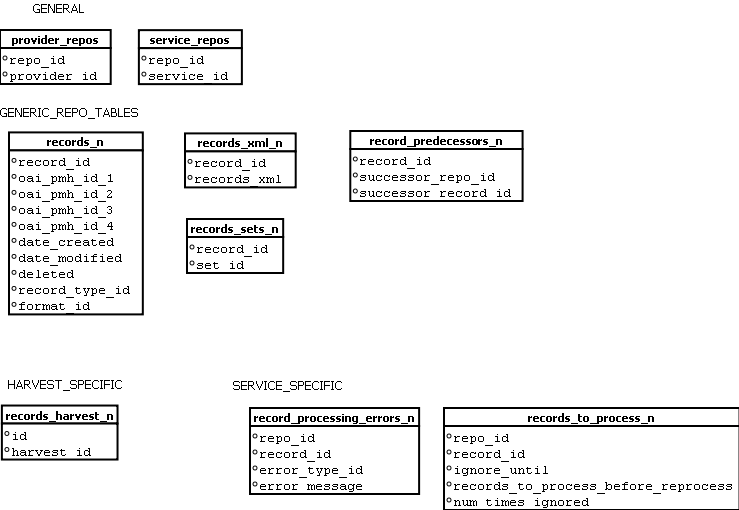 GENERAL
provider_repos
repo_id
provider_id
service_repos
repo_id
service_id
GENERIC_REPO_TABLES
records_n
record_id
oai_pmh_id_1
oai_pmh_id_2
oai_pmh_id_3
oai_pmh_id_4
date_created
date_modified
deleted
record_type_id
format_id
records_xml_n
record_id
records_xml
records_sets_n
record_id
set_id
record_predecessors_n
record_id
successor_repo_id
successor_record_id
HARVEST_SPECIFIC
records_harvest_n
id
harvest_id
SERVICE_SPECIFIC
record_processing_errors_n
repo_id
record_id
error_type_id
error_message
records_to_process_n
repo_id
record_id
ignore_until
records_to_process_before_reprocess
num_times_ignored